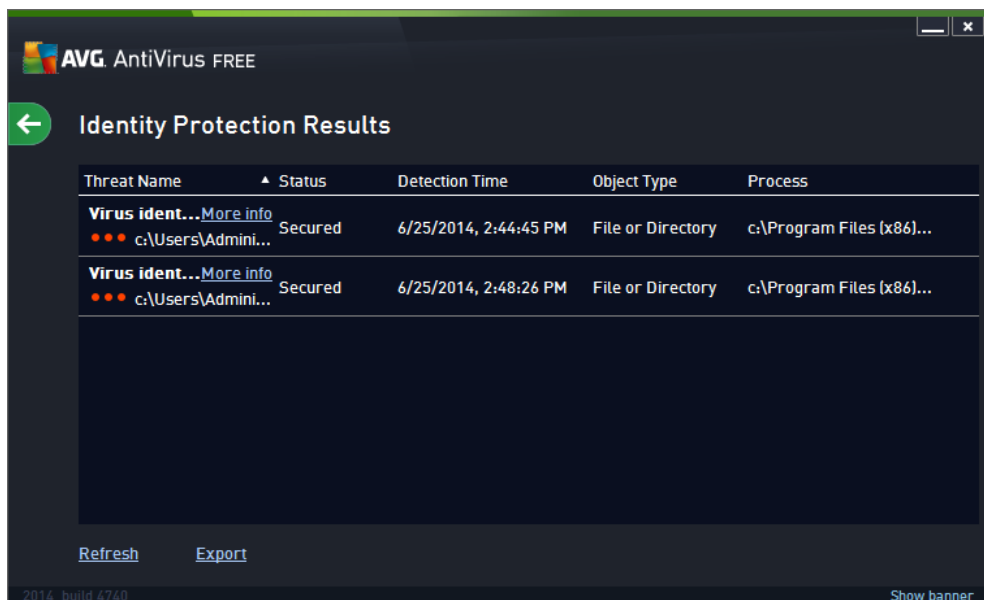 AVG. AntiVirus FREE
Identity Protection Results
Threat Name Status Detection Time Object Type Process
Virus ident...More info
c:\Users\Admini... Secured 6/25/2014, 2:44:45 PM File or Directory c:\Program Files (x86)...
Virus ident...More info
c:\Users\Admini... Secured 6/25/2014, 2:48:26 PM File or Directory c:\Program Files (x86)...
Refresh Export
2014 build 4740 Show banner